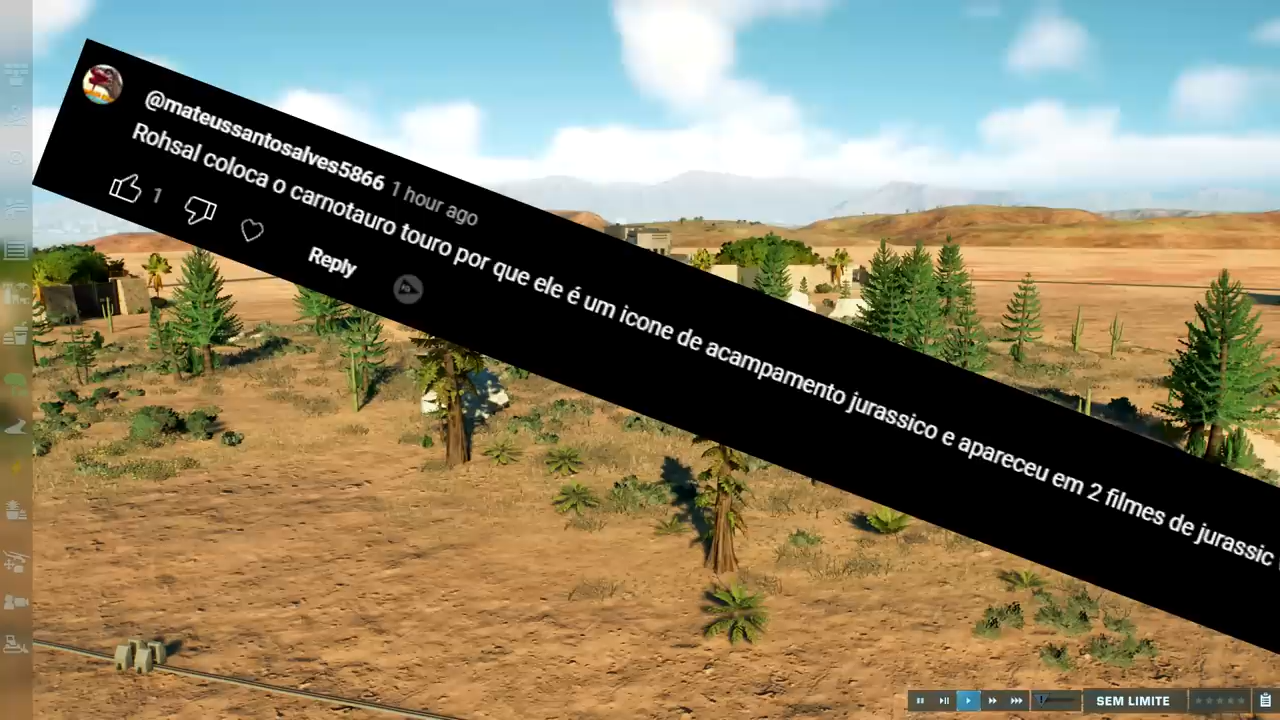 @mateussantosalves5866 1 hour ago
Rohsal coloca o carnotauro touro por que ele é um icone de acampamento jurassico e apareceu em 2 filmes de jurassic
1
Reply
SEM LIMITE